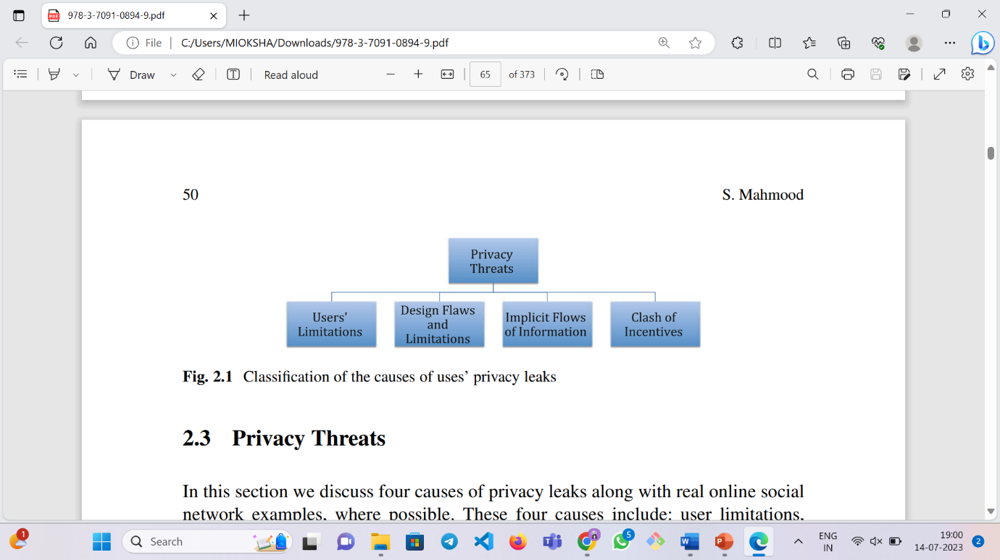 978-3-7091-0894-9.pdf
File
C:/Users/MIOKSHA/Downloads/978-3-7091-0894-9.pdf
Draw
Read aloud
65
of 373
50
S. Mahmood
Privacy
Threats
Users'
Limitations
Design Flaws
and
Limitations
Implicit Flows
of Information
Clash of
Incentives
Fig. 2.1 Classification of the causes of uses' privacy leaks
2.3 Privacy Threats
In this section we discuss four causes of privacy leaks along with real online social
network examples, where possible. These four causes include: user limitations,
1
Search
5
ENG
IN
19:00
14-07-2023
2